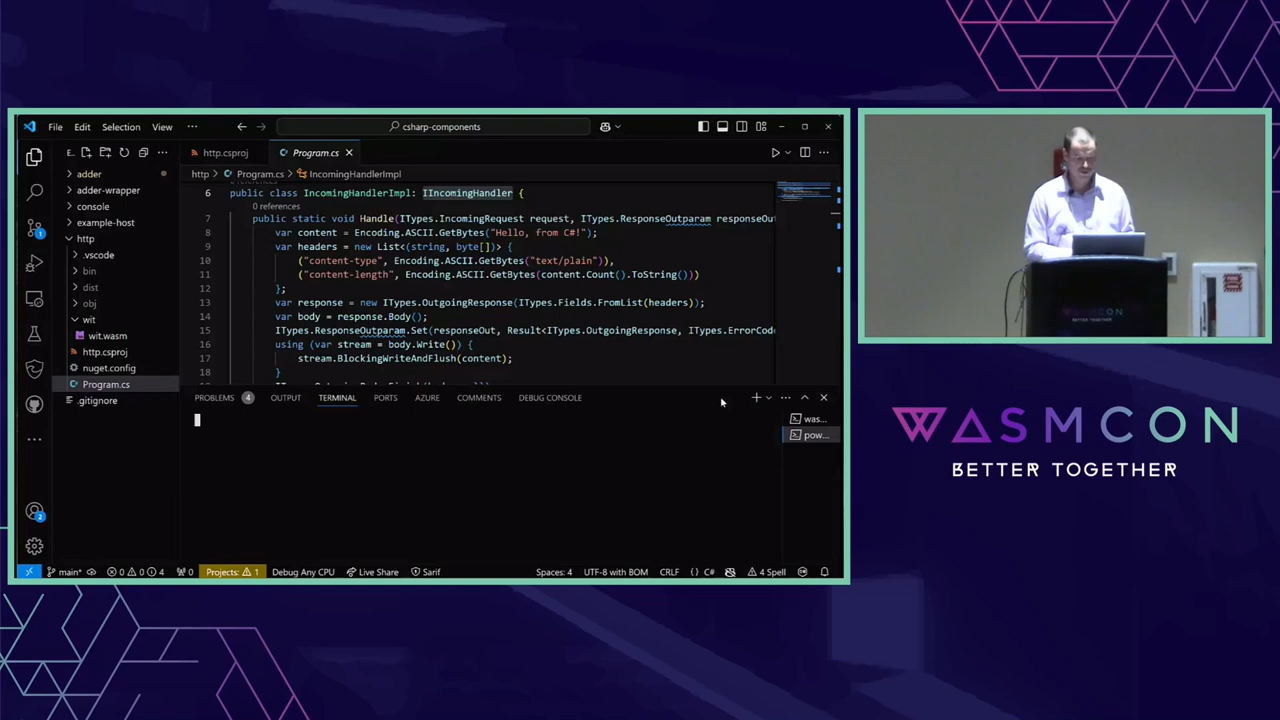 File Edit Selection View ···
csharp-components
http.csproj Program.cs
E...
adder
adder-wrapper
console
example-host
http
.vscode
bin
dist
obj
wit
wit.wasm
http.csproj
nuget.config
Program.cs
.gitignore
http > Program.cs > IncomingHandlerImpl
6 public class IncomingHandlerImpl: IIncomingHandler {
0 references
7 public static void Handle(ITypes.IncomingRequest request, ITypes.ResponseOutparam responseOut
8 var content = Encoding.ASCII.GetBytes("Hello, from C#!");
9 var headers = new List<(string, byte[])> {
10 ("content-type", Encoding.ASCII.GetBytes("text/plain")),
11 ("content-length", Encoding.ASCII.GetBytes(content.Count().ToString()))
12 };
13 var response = new ITypes.OutgoingResponse(ITypes.Fields.FromList(headers));
14 var body = response.Body();
15 ITypes.ResponseOutparam.Set(responseOut, Result<ITypes.OutgoingResponse, ITypes.ErrorCode
16 using (var stream = body.Write()) {
17 stream.BlockingWriteAndFlush(content);
18 }
PROBLEMS 4 OUTPUT TERMINAL PORTS AZURE COMMENTS DEBUG CONSOLE
was...
pow...
1
2
main* 0 0 4 0 Projects: 1 Debug Any CPU Live Share Sarif Spaces: 4 UTF-8 with BOM CRLF { } C# 4 Spell
WASMCON
BETTER TOGETHER